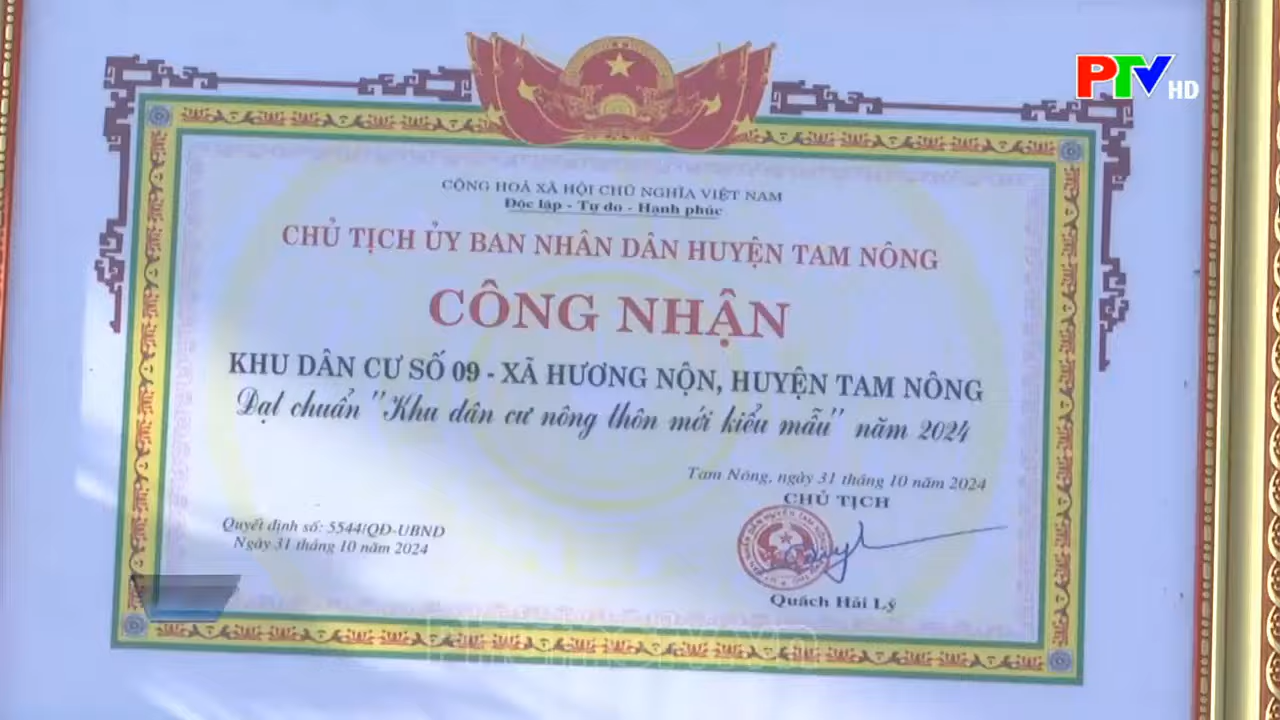 PTV HD
CỘNG HOÀ XÃ HỘI CHỦ NGHĨA VIỆT NAM
Độc lập - Tự do - Hạnh phúc
CHỦ TỊCH ỦY BAN NHÂN DÂN HUYỆN TAM NÔNG
CÔNG NHẬN
KHU DÂN CƯ SỐ 09 - XÃ HƯƠNG NỘN, HUYỆN TAM NÔNG
Đạt chuẩn "Khu dân cư nông thôn mới kiểu mẫu" năm 2024
Tam Nông, ngày 31 tháng 10 năm 2024
CHỦ TỊCH
Quyết định số: 5544/QĐ-UBND
Ngày 31 tháng 10 năm 2024
Quách Hải Lý